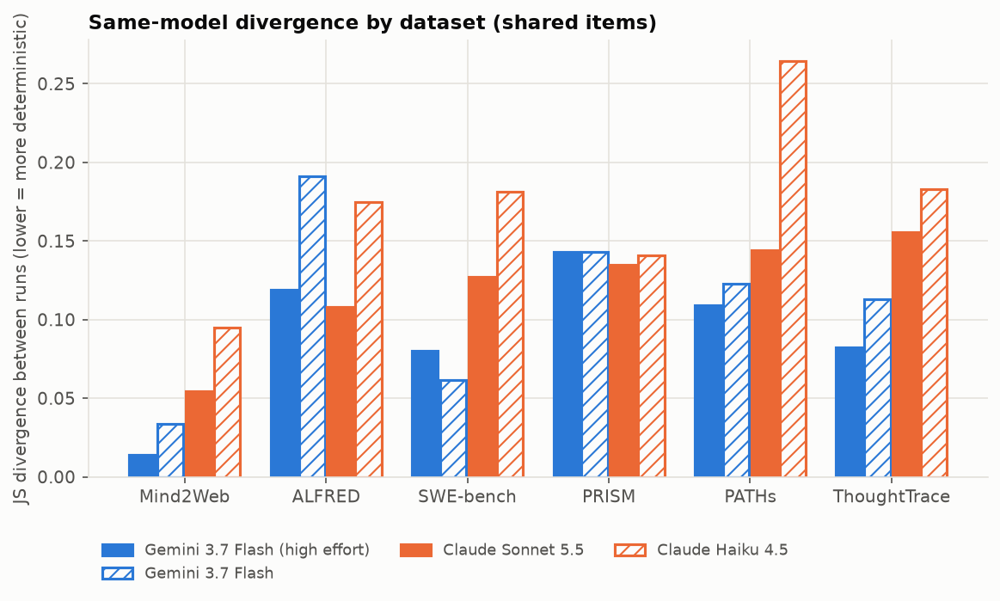 Same-model divergence by dataset (shared items)
JS divergence between runs (lower = more deterministic)
0.25
0.20
0.15
0.10
0.05
0.00
Mind2Web ALFRED SWE-bench PRISM PATHs ThoughtTrace
Gemini 3.7 Flash (high effort) Claude Sonnet 5.5 Claude Haiku 4.5
Gemini 3.7 Flash